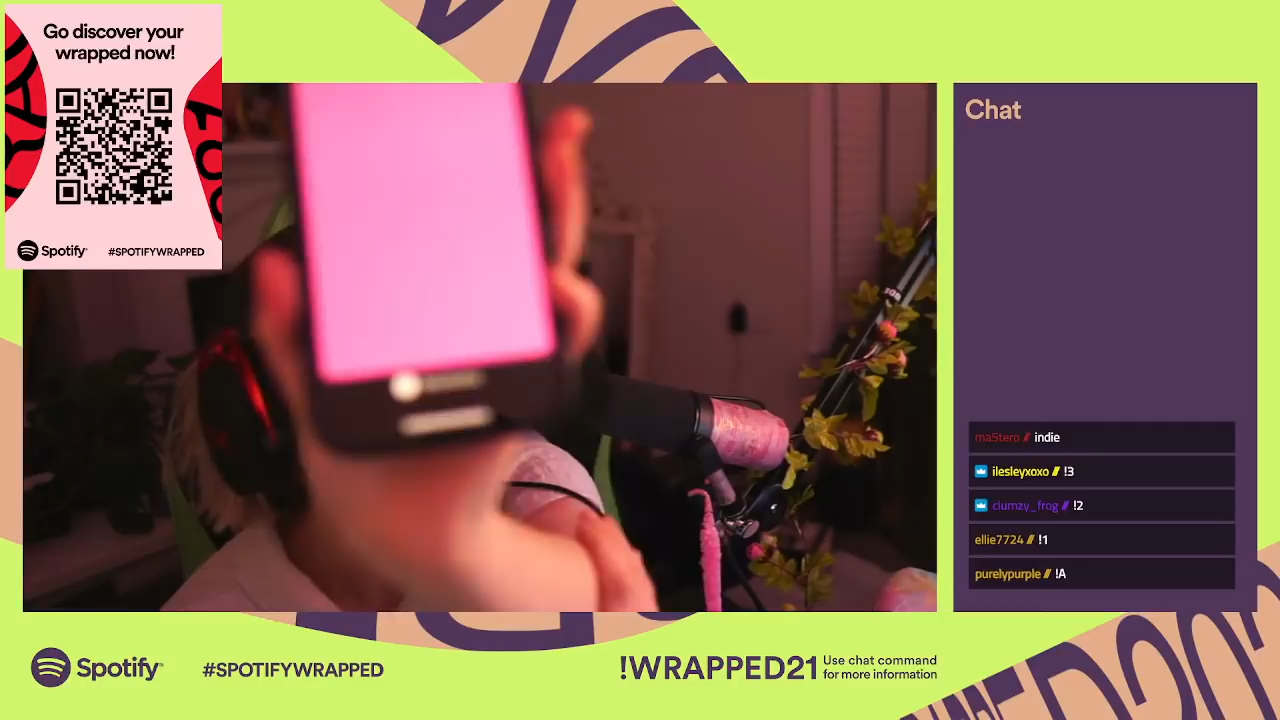 Go discover your
wrapped now!
Spotify
#SPOTIFYWRAPPED
Chat
ma5tero // indie
ilesleyxoxo // !3
clumzy_frog // !2
ellie7724 // !1
purelypurple // !A
Spotify
#SPOTIFYWRAPPED
!WRAPPED21
Use chat command
for more information